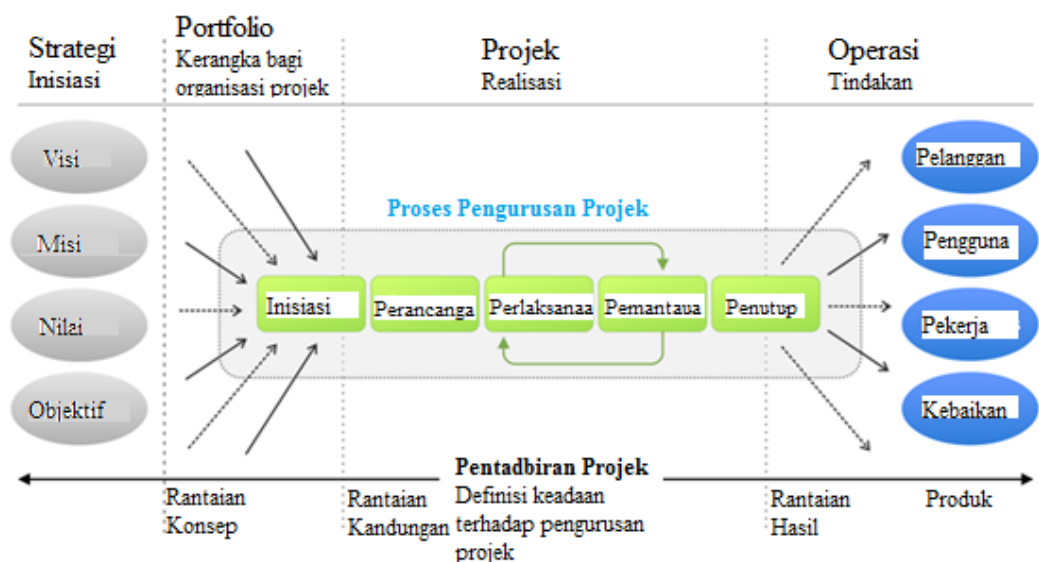 Strategi
Inisiasi
Portfolio
Kerangka bagi
organisasi projek
Projek
Realisasi
Operasi
Tindakan
Visi
Misi
Nilai
Objektif
Proses Pengurusan Projek
Inisiasi
Perancanga
Perlaksanaa
Pemantaua
Penutup
Pelanggan
Pengguna
Pekerja
Kebaikan
Pentadbiran Projek
Rantaian
Konsep
Rantaian
Kandungan
Definisi keadaan
terhadap pengurusan
projek
Rantaian
Hasil
Produk